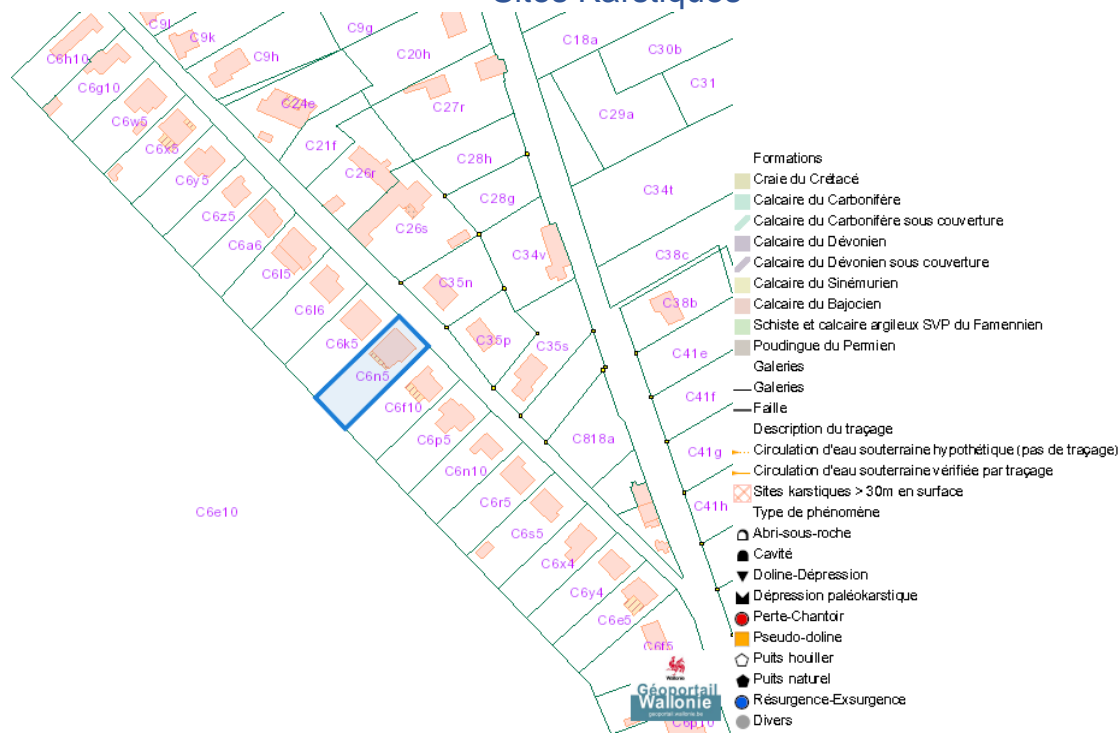 Sites Karstiques
C9l
C9k
C9g
C9h
C6h10
C6g10
C20h
C18a
C30b
C31
C24e
C27r
C29a
C6w5
C6x5
C21f
C6y5
C26r
C28h
C34t
C6z5
C28g
C26s
C6a6
C34v
C38c
C6l5
C35n
C38b
C6l6
C35p
C35s
C6k5
C41e
C6n5
C41f
C6f10
C6p5
C818a
C41g
C6n10
C6r5
C41h
C6e10
C6s5
C6x4
C6y4
C6e5
C6f5
C6p10
Formations
Craie du Crétacé
Calcaire du Carbonifère
Calcaire du Carbonifère sous couverture
Calcaire du Dévonien
Calcaire du Dévonien sous couverture
Calcaire du Sinémurien
Calcaire du Bajocien
Schiste et calcaire argileux SVP du Famennien
Poudingue du Permien
Galeries
Galeries
Faille
Description du traçage
Circulation d'eau souterraine hypothétique (pas de traçage)
Circulation d'eau souterraine vérifiée par traçage
Sites karstiques > 30m en surface
Type de phénomène
Abri-sous-roche
Cavité
Doline-Dépression
Dépression paléokarstique
Perte-Chantoir
Pseudo-doline
Puits houiller
Puits naturel
Résurgence-Exsurgence
Divers
Wallonie
Géoportail
Wallonie
geoportail.wallonie.be